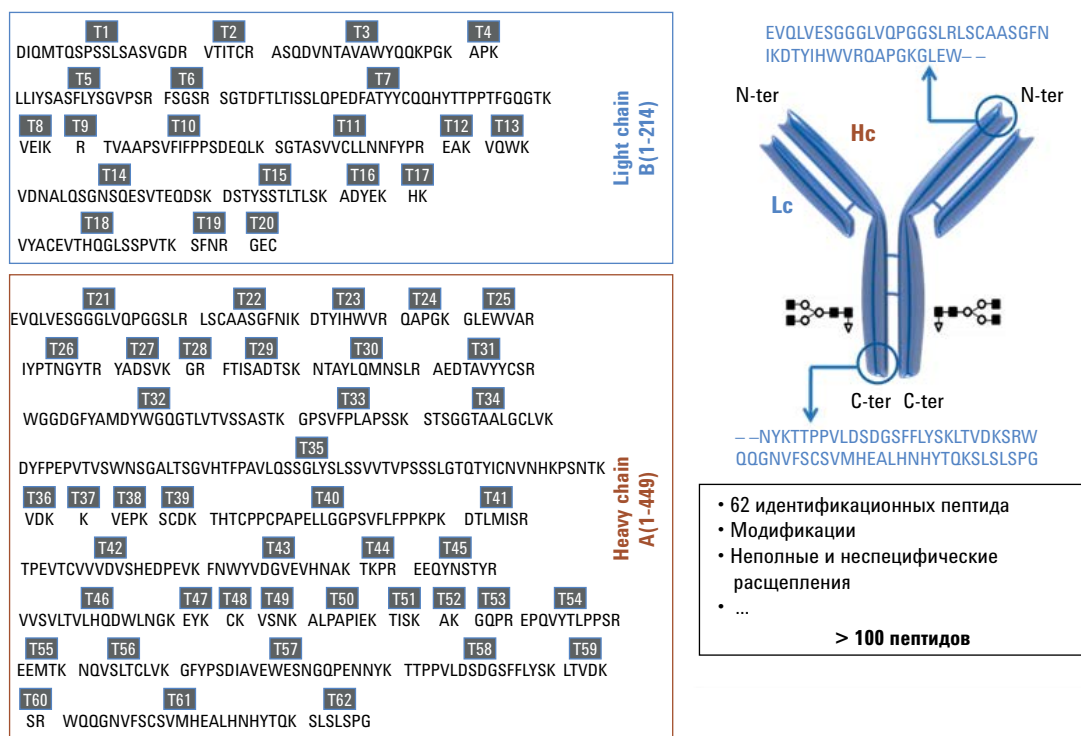 T1 T2 T3 T4
DIQMTQSPSSLSASVGDR VTITCR ASQDVNTAVAWYQQKPGK APK
T5 T6 T7
LLIYSASFLYSGVPSR FSGSR SGTDFTLTISSLQPEDFATYYCQQHYTTPPTFGQGTK
T8 T9 T10 T11 T12 T13
VEIK R TVAAPSVFIFPPSDEQLK SGTASVVCLLNNFYPR EAK VQWK
T14 T15 T16 T17
VDNALQSGNSQESVTEQDSK DSTYSSTLTLSK ADYEK HK
T18 T19 T20
VYACEVTHQGLSSPVTK SFNR GEC
Light chain
B(1-214)
T21 T22 T23 T24 T25
EVQLVESGGGLVQPGGSLR LSCAASGFNIK DTYIHWVR QAPGK GLEWVAR
T26 T27 T28 T29 T30 T31
IYPTNGYTR YADSVK GR FTISADTSK NTAYLQMNSLR AEDTAVYYCSR
T32 T33 T34
WGGDGFYAMDYWGQGTLVTVSSASTK GPSVFPLAPSSK STSGGTAALGCLVK
T35
DYFPEPVTVSWNSGALTSGVHTFPAVLQSSGLYSLSSVVTVPSSSLGTQTYICNVNHKPSNTK
T36 T37 T38 T39 T40 T41
VDK K VEPK SCDK THTCPPCPAPELLGGPSVFLFPPKPK DTLMISR
T42 T43 T44 T45
TPEVTCVVVDVSHEDPEVK FNWYVDGVEVHNAK TKPR EEQYNSTYR
T46 T47 T48 T49 T50 T51 T52 T53 T54
VVSVLTVLHQDWLNGK EYK CK VSNK ALPAPIEK TISK AK GQPR EPQVYTLPPSR
T55 T56 T57 T58 T59
EEMTK NQVSLTCLVK GFYPSDIAVEWESNGQPENNYK TTPPVLDSDGSFFLYSK LTVDK
T60 T61 T62
SR WQQGNVFSCSVMHEALHNHYTQK SLSLSPG
Heavy chain
A(1-449)
EVQLVESGGGLVQPGGSLRLSCAASGFN
IKDTYIHWVRQAPGKGLEW– –
N-ter N-ter
Hc
Lc
C-ter C-ter
– –NYKTTPPVLDSDGSFFLYSKLTVDKSRW
QQGNVFSCSVMHEALHNHYTQKSLSLSPG
• 62 идентификационных пептида
• Модификации
• Неполные и неспецифические
расщепления
• ...
> 100 пептидов